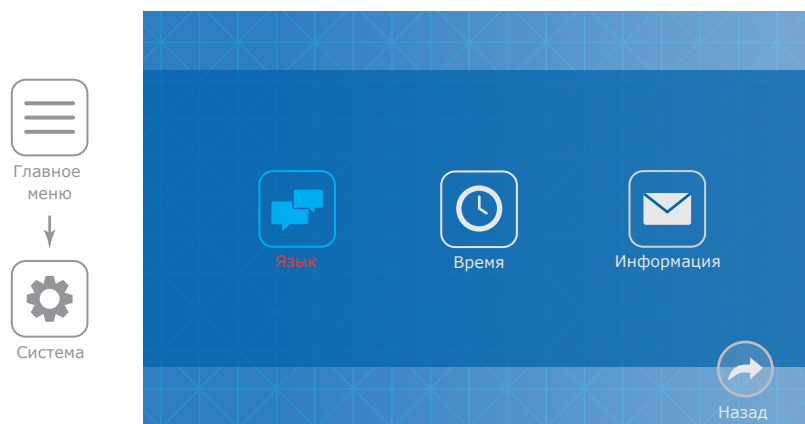 Главное
меню
Система
Язык
Время
Информация
Назад